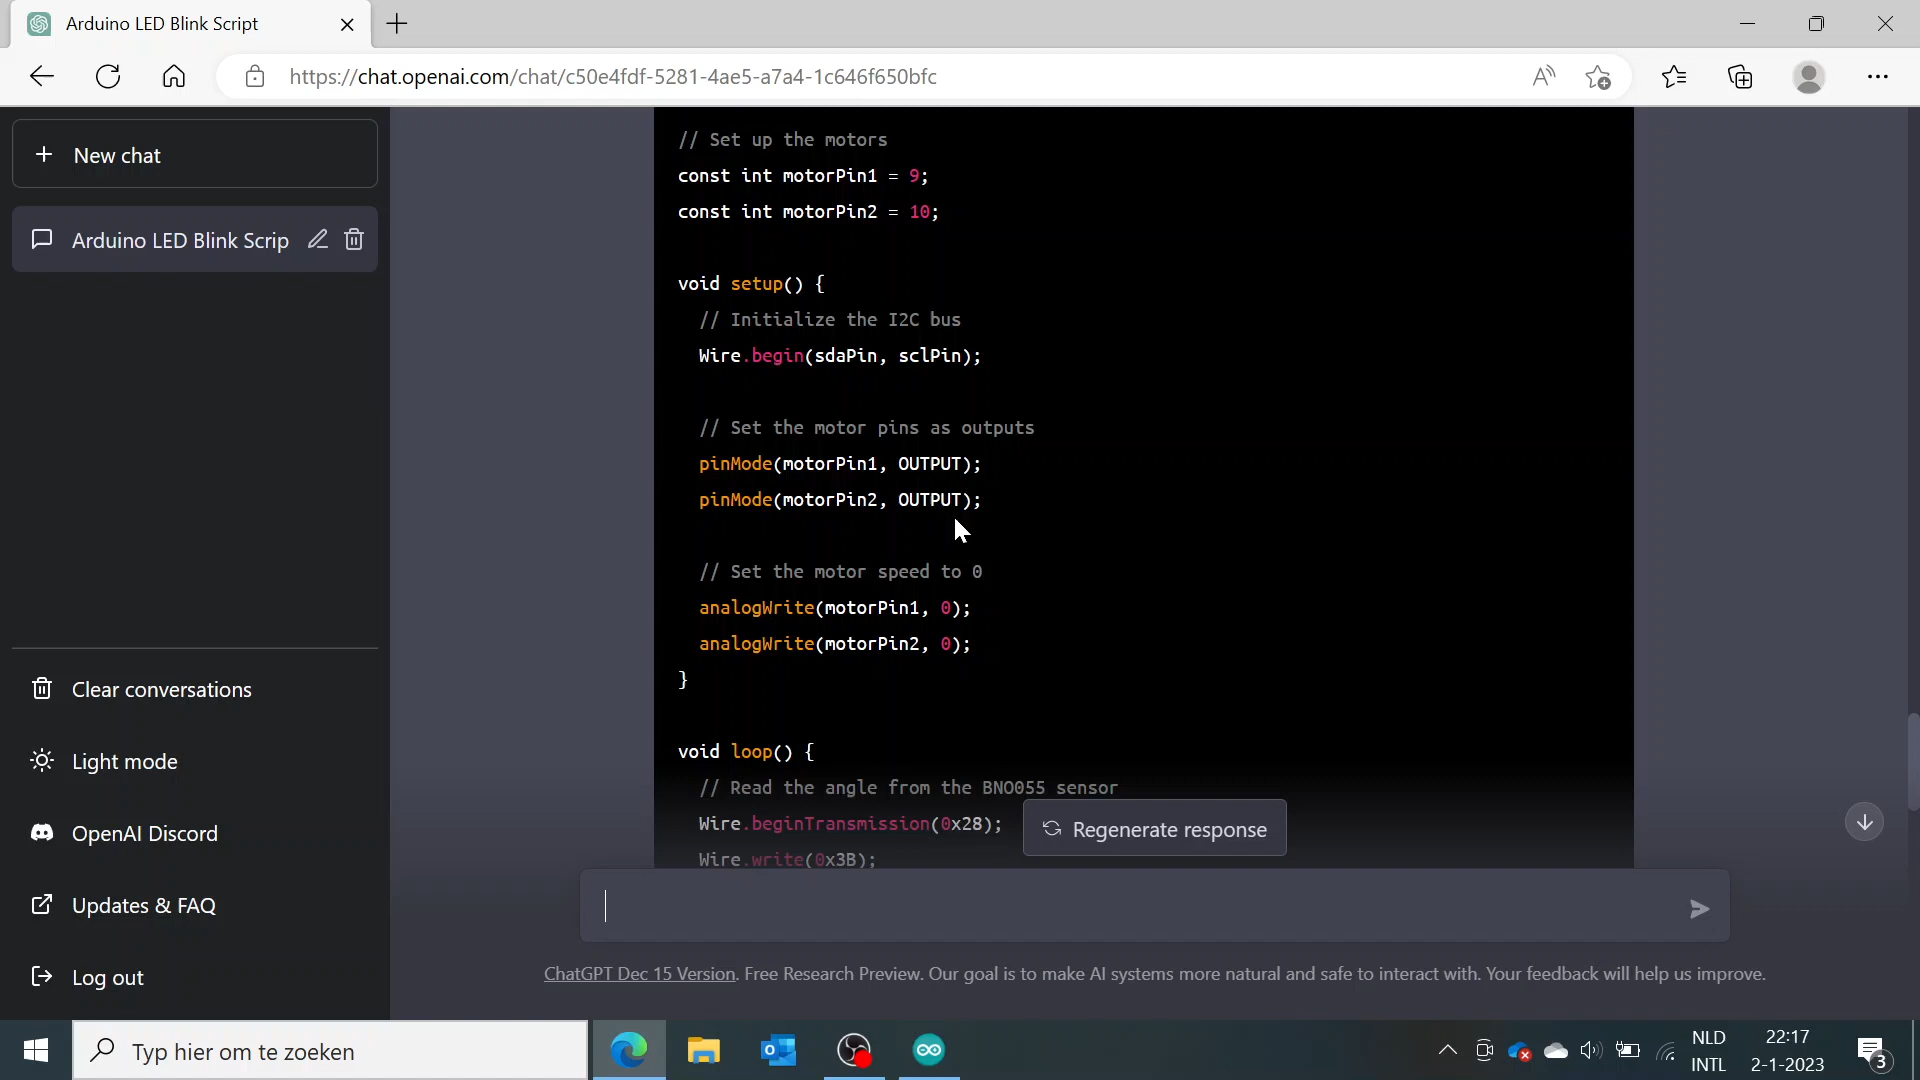 Arduino LED Blink Script
https://chat.openai.com/chat/c50e4fdf-5281-4ae5-a7a4-1c646f650bfc
New chat
Arduino LED Blink Scrip
Clear conversations
Light mode
OpenAI Discord
Updates & FAQ
Log out
// Set up the motors
const int motorPin1 = 9;
const int motorPin2 = 10;
void setup() {
// Initialize the I2C bus
Wire.begin(sdaPin, sclPin);
// Set the motor pins as outputs
pinMode(motorPin1, OUTPUT);
pinMode(motorPin2, OUTPUT);
// Set the motor speed to 0
analogWrite(motorPin1, 0);
analogWrite(motorPin2, 0);
}
void loop() {
// Read the angle from the BNO055 sensor
Wire.beginTransmission(0x28);
Wire.write(0x3B);
Regenerate response
ChatGPT Dec 15 Version. Free Research Preview. Our goal is to make AI systems more natural and safe to interact with. Your feedback will help us improve.
Typ hier om te zoeken
NLD
INTL
22:17
2-1-2023
3